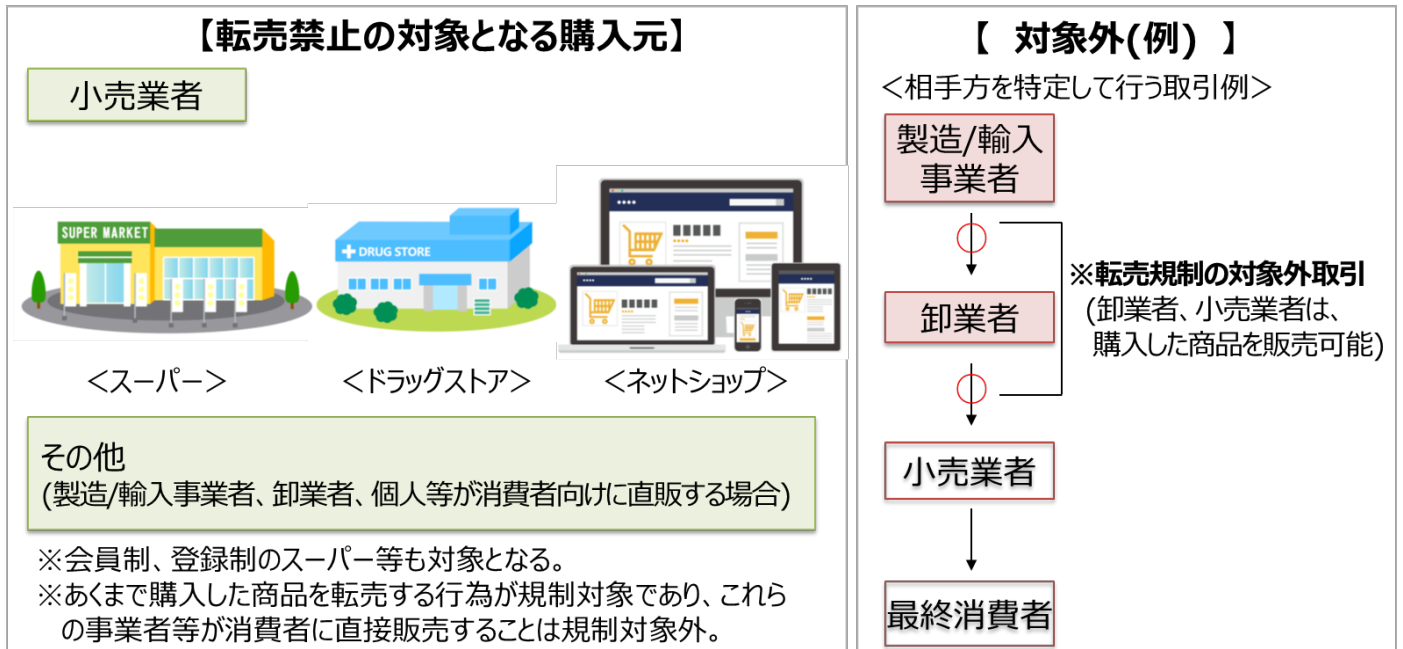 【転売禁止の対象となる購入元】
小売業者
SUPER MARKET
DRUG STORE
<スーパー>
<ドラッグストア>
<ネットショップ>
その他
(製造/輸入事業者、卸業者、個人等が消費者向けに直販する場合)
※会員制、登録制のスーパー等も対象となる。
※あくまで購入した商品を転売する行為が規制対象であり、これら
の事業者等が消費者に直接販売することは規制対象外。
【 対象外(例) 】
<相手方を特定して行う取引例>
製造/輸入
事業者
※転売規制の対象外取引
(卸業者、小売業者は、
購入した商品を販売可能)
卸業者
小売業者
最終消費者